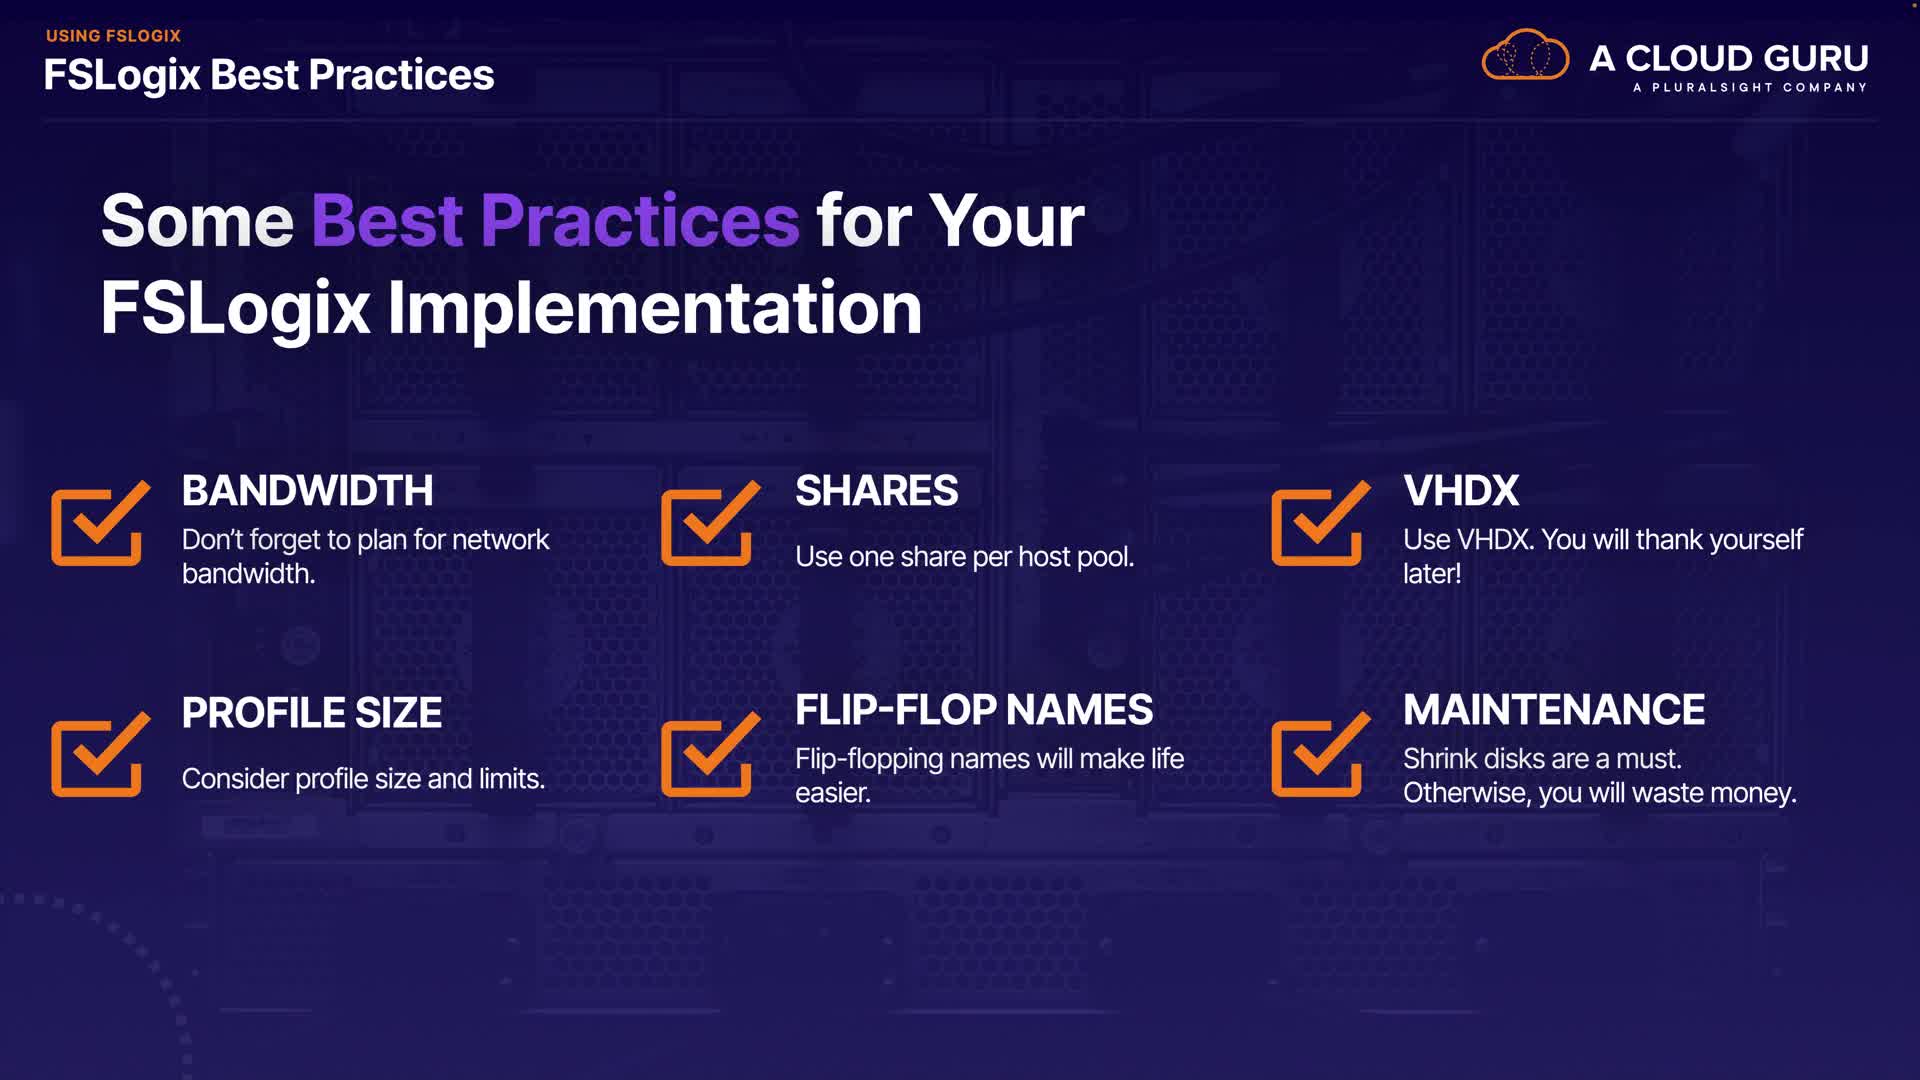 USING FSLOGIX
FSLogix Best Practices
A CLOUD GURU
A PLURALSIGHT COMPANY
Some Best Practices for Your
FSLogix Implementation
BANDWIDTH
Don’t forget to plan for network
bandwidth.
SHARES
Use one share per host pool.
VHDX
Use VHDX. You will thank yourself
later!
PROFILE SIZE
Consider profile size and limits.
FLIP-FLOP NAMES
Flip-flopping names will make life
easier.
MAINTENANCE
Shrink disks are a must.
Otherwise, you will waste money.